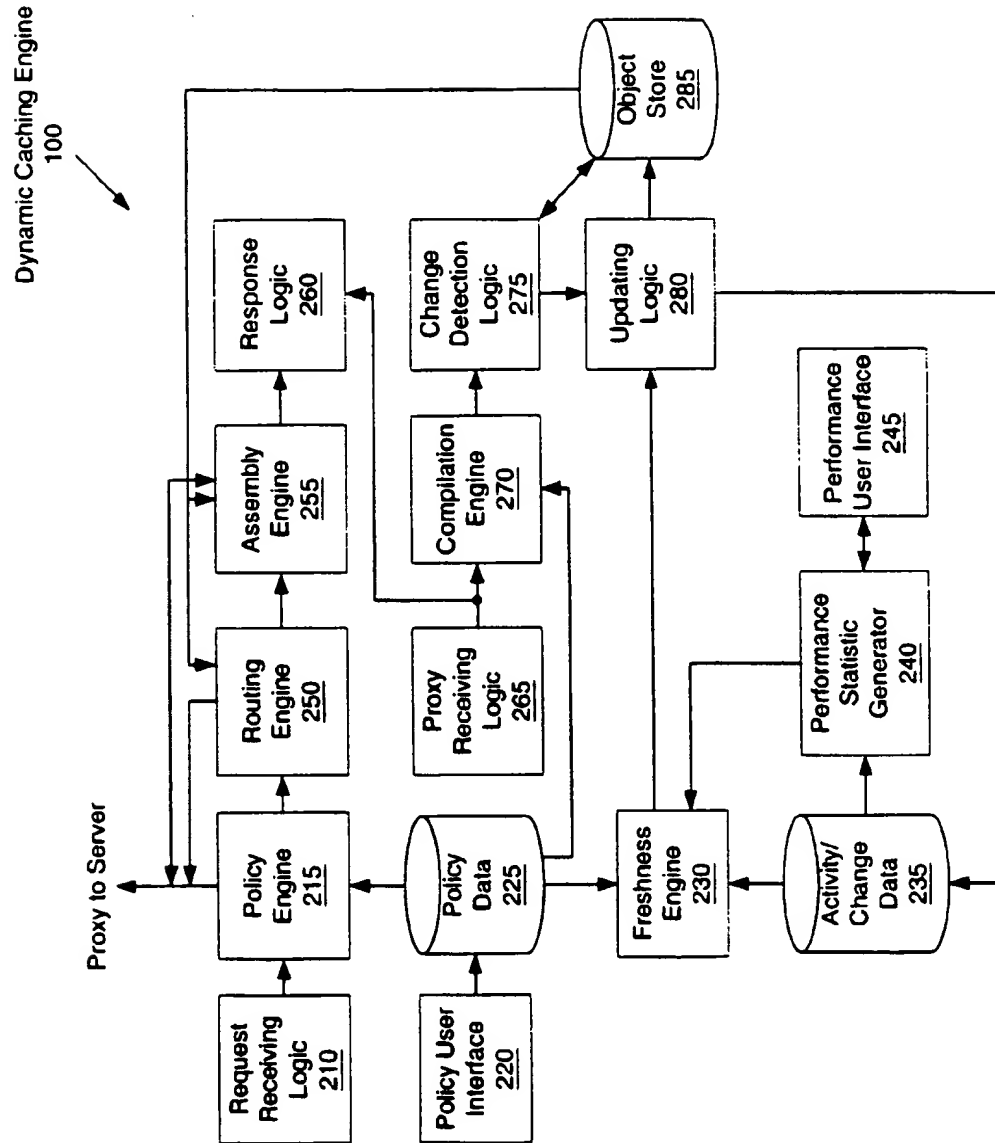 Dynamic Caching Engine
100
Proxy to Server
Request
Receiving
Logic
210
Policy
Engine
215
Routing
Engine
250
Assembly
Engine
255
Response
Logic
260
Policy User
Interface
220
Policy
Data
225
Proxy
Receiving
Logic
265
Compilation
Engine
270
Change
Detection
Logic
275
Object
Store
285
Freshness
Engine
230
Updating
Logic
280
Activity/
Change
Data
235
Performance
Statistic
Generator
240
Performance
User Interface
245